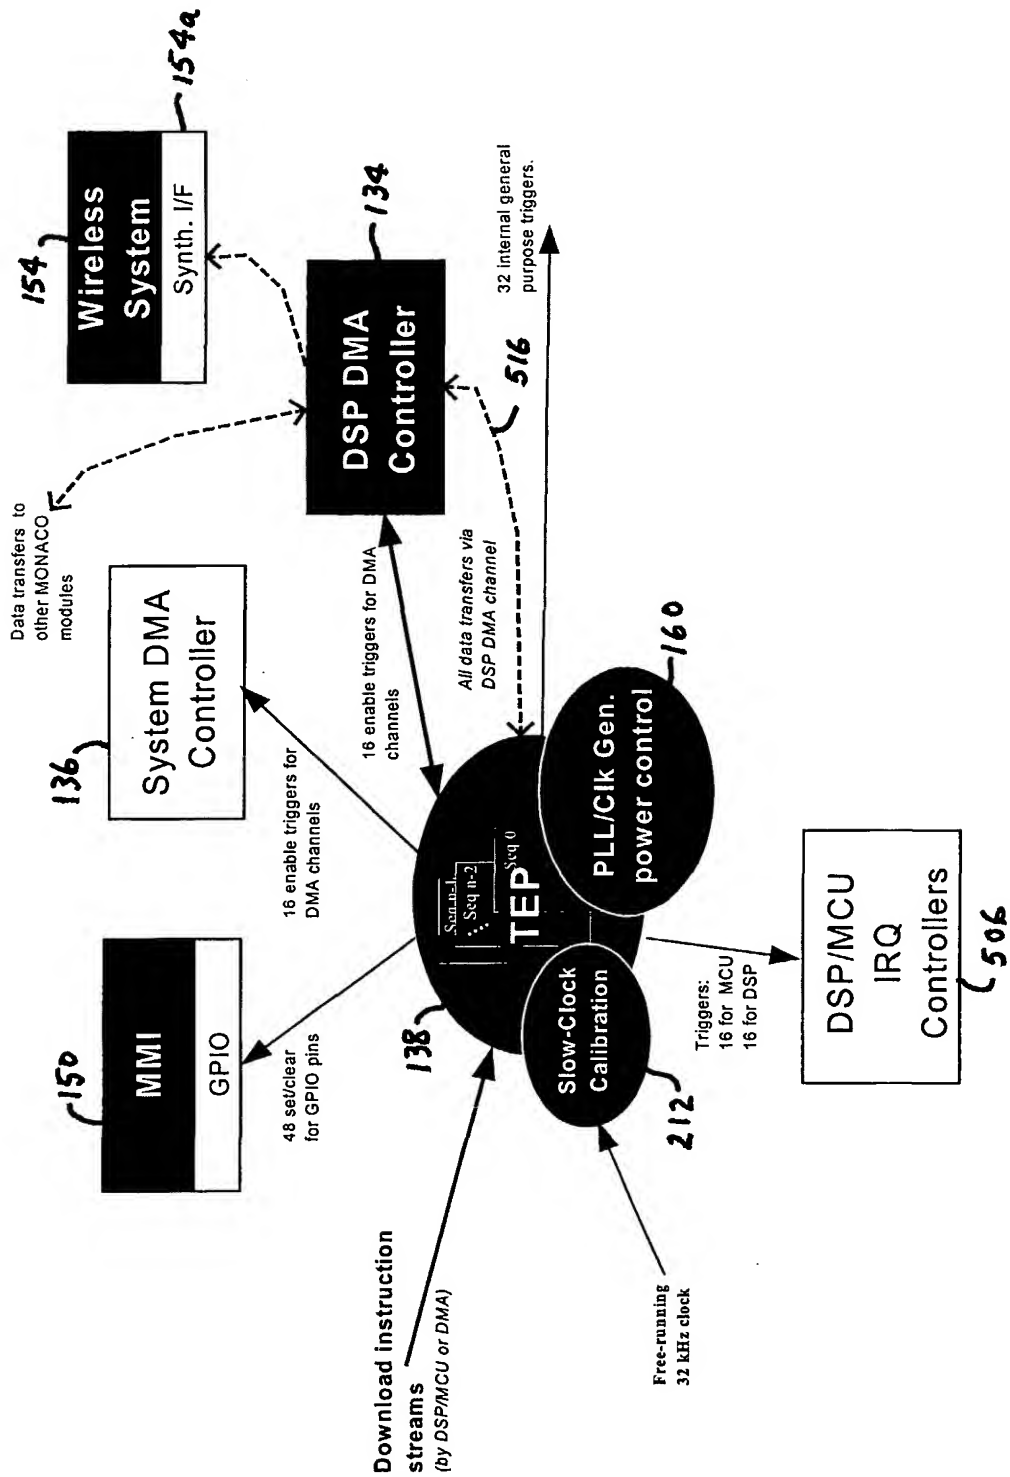 150
MMI
GPIO
48 set/clear
for GPIO pins
136
System DMA
Controller
16 enable triggers for
DMA channels
Data transfers to
other MONACO
modules
154
Wireless
System
Synth. I/F
154a
DSP DMA
Controller
134
16 enable triggers for DMA
channels
All data transfers via
DSP DMA channel
516
32 internal general
purpose triggers.
138
Seq n-1
Seq n-2
Seq 0
TEP
PLL/Clk Gen.
power control
160
Slow-Clock
Calibration
212
Download instruction
streams
(by DSP/MCU or DMA)
Free-running
32 kHz clock
Triggers:
16 for MCU
16 for DSP
DSP/MCU
IRQ
Controllers
506